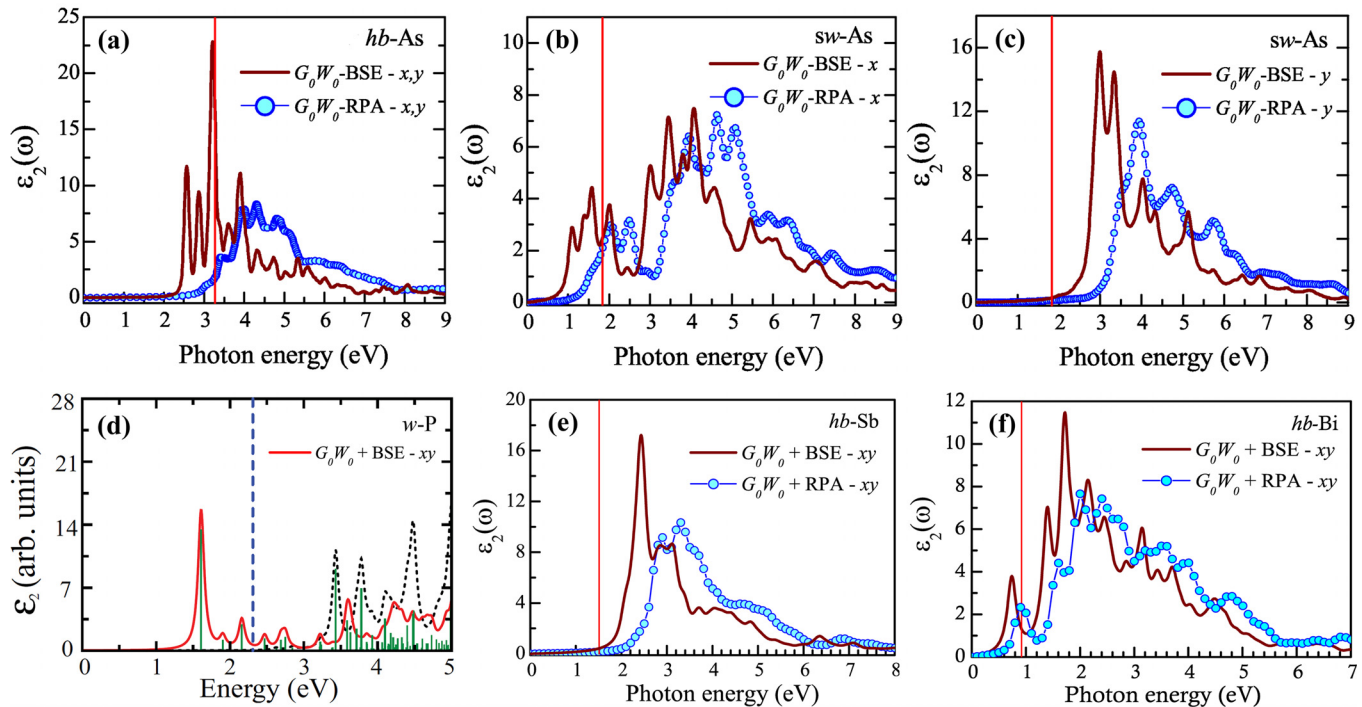 (a)
hb-As
G₀W₀-BSE - x,y
G₀W₀-RPA - x,y
ε₂(ω)
25
20
15
10
5
0
0 1 2 3 4 5 6 7 8 9
Photon energy (eV)
(b)
sw-As
G₀W₀-BSE - x
G₀W₀-RPA - x
ε₂(ω)
10
8
6
4
2
0
0 1 2 3 4 5 6 7 8 9
Photon energy (eV)
(c)
sw-As
G₀W₀-BSE - y
G₀W₀-RPA - y
ε₂(ω)
16
12
8
4
0
0 1 2 3 4 5 6 7 8 9
Photon energy (eV)
(d)
w-P
G₀W₀ + BSE - xy
ε₂ (arb. units)
28
21
14
7
0
0 1 2 3 4 5
Energy (eV)
(e)
hb-Sb
G₀W₀ + BSE - xy
G₀W₀ + RPA - xy
ε₂(ω)
20
16
12
8
4
0
0 1 2 3 4 5 6 7 8
Photon energy (eV)
(f)
hb-Bi
G₀W₀ + BSE - xy
G₀W₀ + RPA - xy
ε₂(ω)
12
10
8
6
4
2
0
0 1 2 3 4 5 6 7
Photon energy (eV)